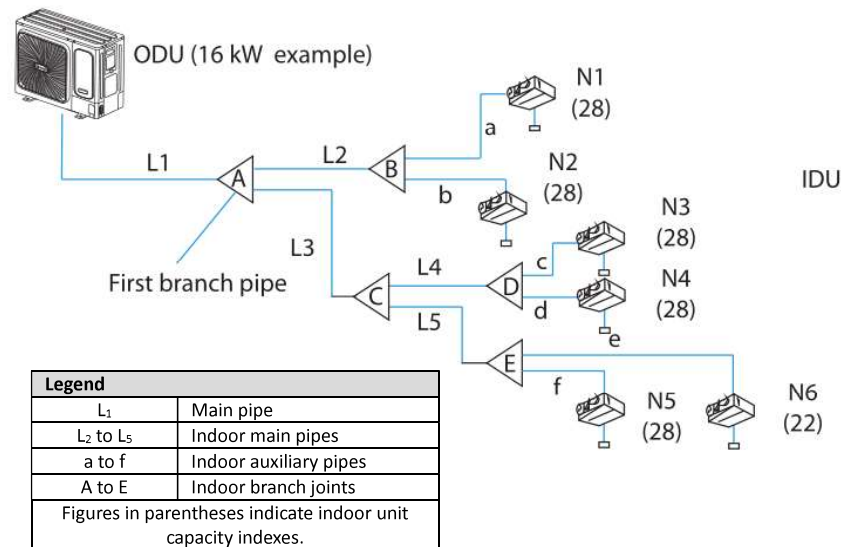 ODU (16 kW example)
N1
(28)
a
L1
L2
A
B
N2
(28)
b
IDU
N3
(28)
L3
c
First branch pipe
L4
C
D
N4
(28)
d
L5
e
E
f
N5
(28)
N6
(22)
Legend
L1 Main pipe
L2 to L5 Indoor main pipes
a to f Indoor auxiliary pipes
A to E Indoor branch joints
Figures in parentheses indicate indoor unit
capacity indexes.